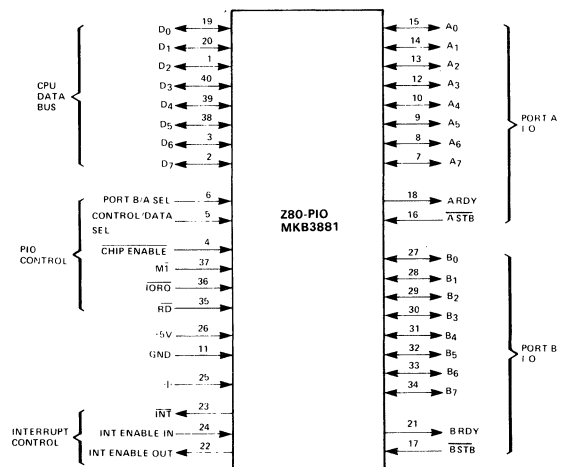 D0 19
D1 20
D2 1
D3 40
D4 39
D5 38
D6 3
D7 2
CPU
DATA
BUS
PORT B/A SEL 6
CONTROL/DATA
SEL 5
CHIP ENABLE 4
M1 37
IORQ 36
RD 35
PIO
CONTROL
+5V 26
GND 11
25
INT 23
INT ENABLE IN 24
INT ENABLE OUT 22
INTERRUPT
CONTROL
Z80-PIO
MKB3881
15 A0
14 A1
13 A2
12 A3
10 A4
9 A5
8 A6
7 A7
18 ARDY
16 ASTB
PORT A
I O
27 B0
28 B1
29 B2
30 B3
31 B4
32 B5
33 B6
34 B7
21 BRDY
17 BSTB
PORT B
I O